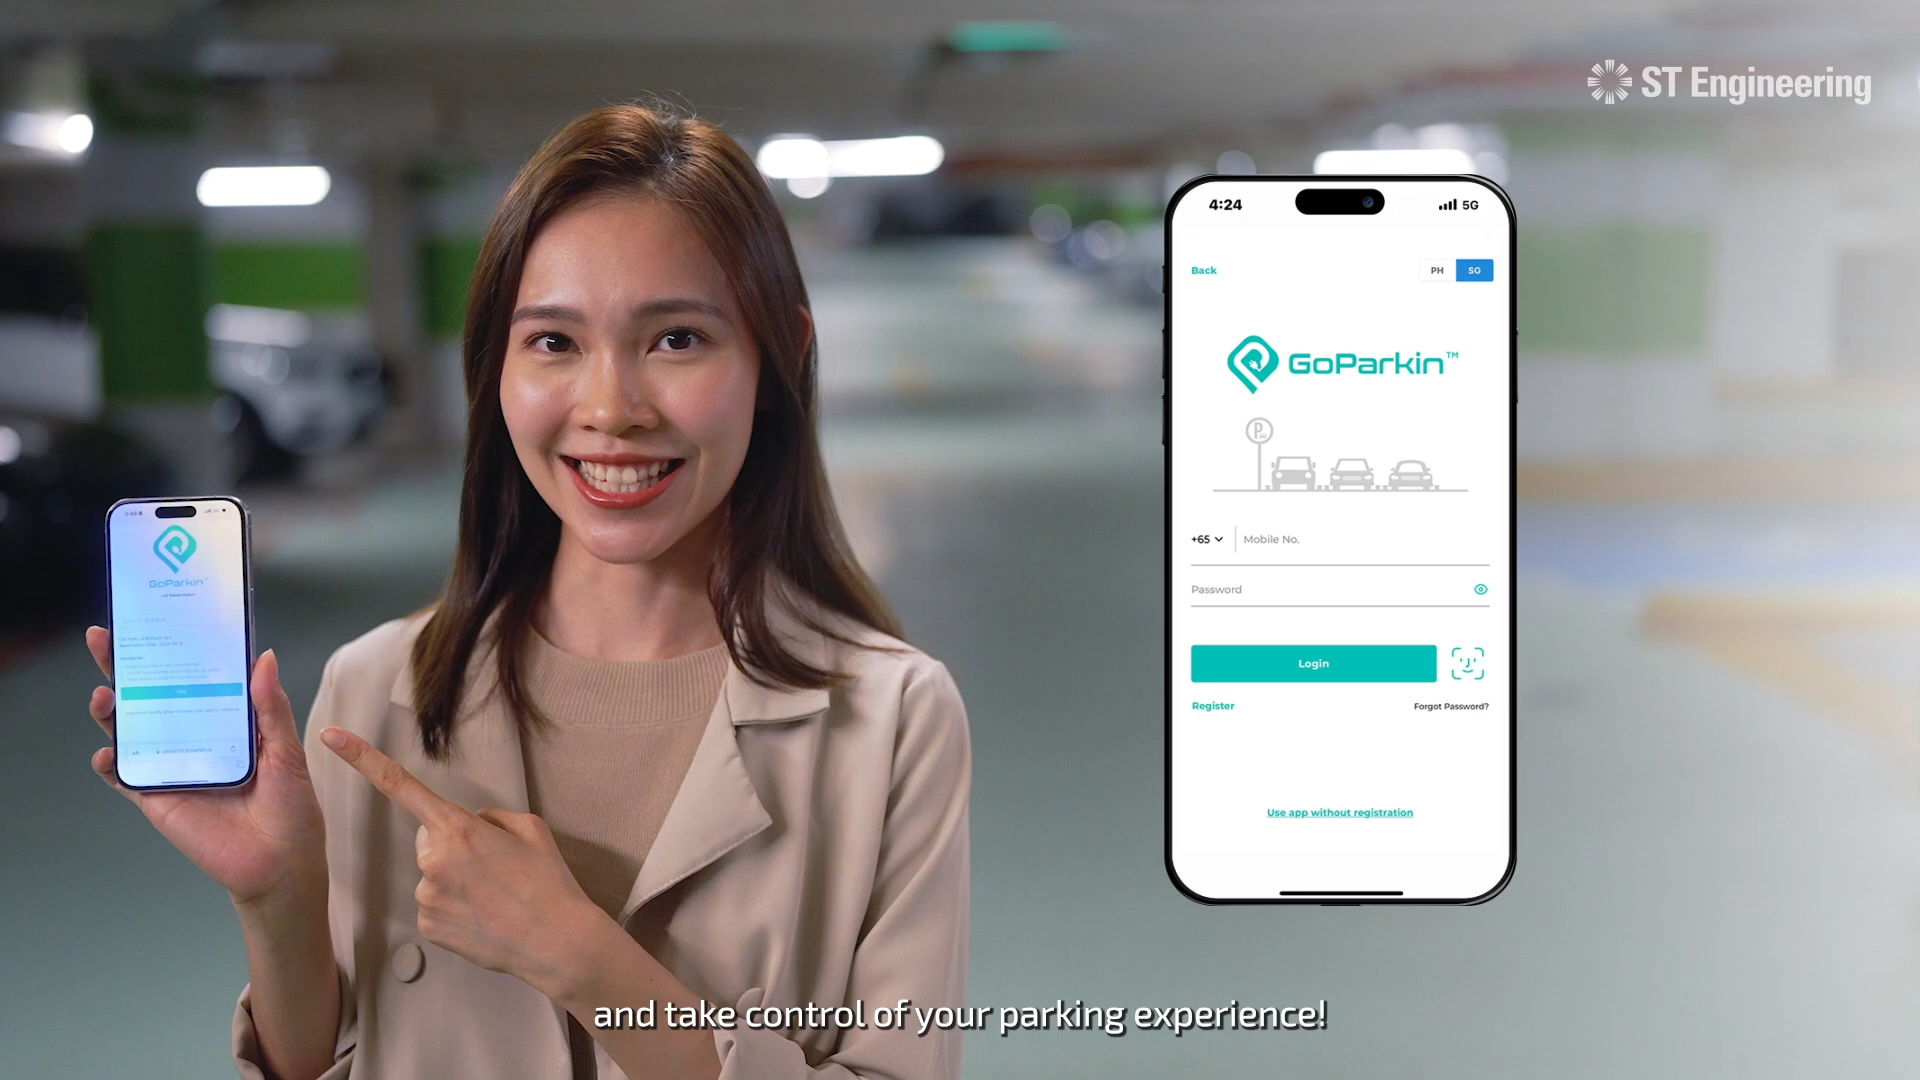 ST Engineering
4:24
5G
Back
PH
SG
GoParkin™
P
+65
Mobile No.
Password
Login
Register
Forgot Password?
Use app without registration
GoParkin™
and take control of your parking experience!